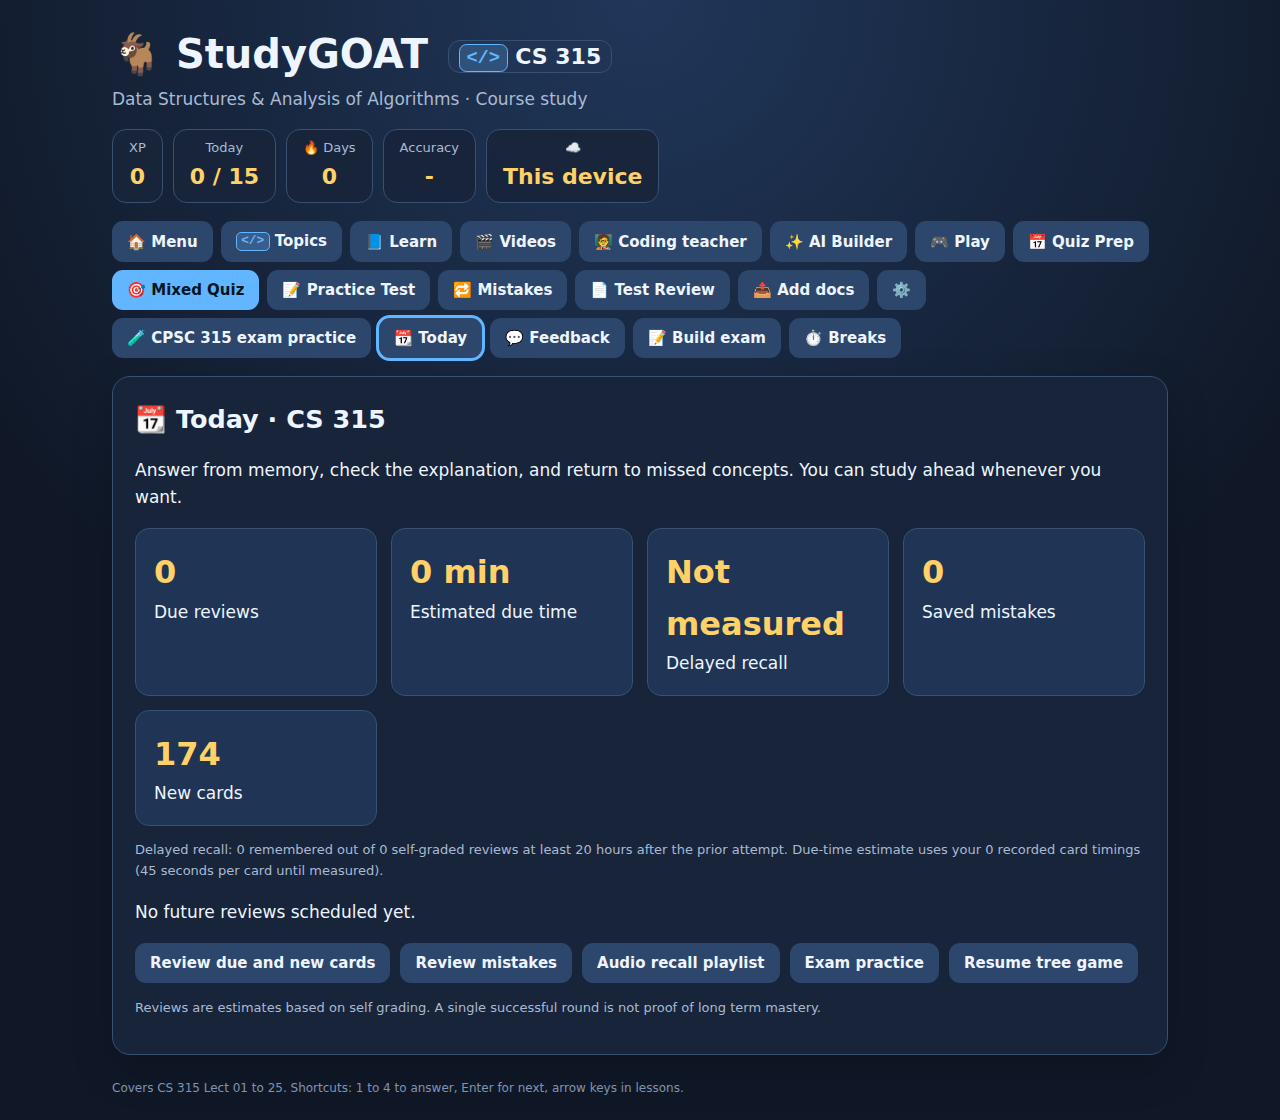 StudyGOAT </> CS 315
Data Structures & Analysis of Algorithms · Course study
XP
0
Today
0 / 15
🔥 Days
0
Accuracy
-
☁️
This device
🏠 Menu
</> Topics
📘 Learn
🎬 Videos
🧑‍🏫 Coding teacher
✨ AI Builder
🎮 Play
📅 Quiz Prep
🎯 Mixed Quiz
📝 Practice Test
🔁 Mistakes
📄 Test Review
📤 Add docs
⚙️
🧪 CPSC 315 exam practice
📆 Today
💬 Feedback
📝 Build exam
⏱️ Breaks
📆 Today · CS 315
Answer from memory, check the explanation, and return to missed concepts. You can study ahead whenever you
want.
0
Due reviews
0 min
Estimated due time
Not
measured
Delayed recall
0
Saved mistakes
174
New cards
Delayed recall: 0 remembered out of 0 self-graded reviews at least 20 hours after the prior attempt. Due-time estimate uses your 0 recorded card timings
(45 seconds per card until measured).
No future reviews scheduled yet.
Review due and new cards
Review mistakes
Audio recall playlist
Exam practice
Resume tree game
Reviews are estimates based on self grading. A single successful round is not proof of long term mastery.
Covers CS 315 Lect 01 to 25. Shortcuts: 1 to 4 to answer, Enter for next, arrow keys in lessons.